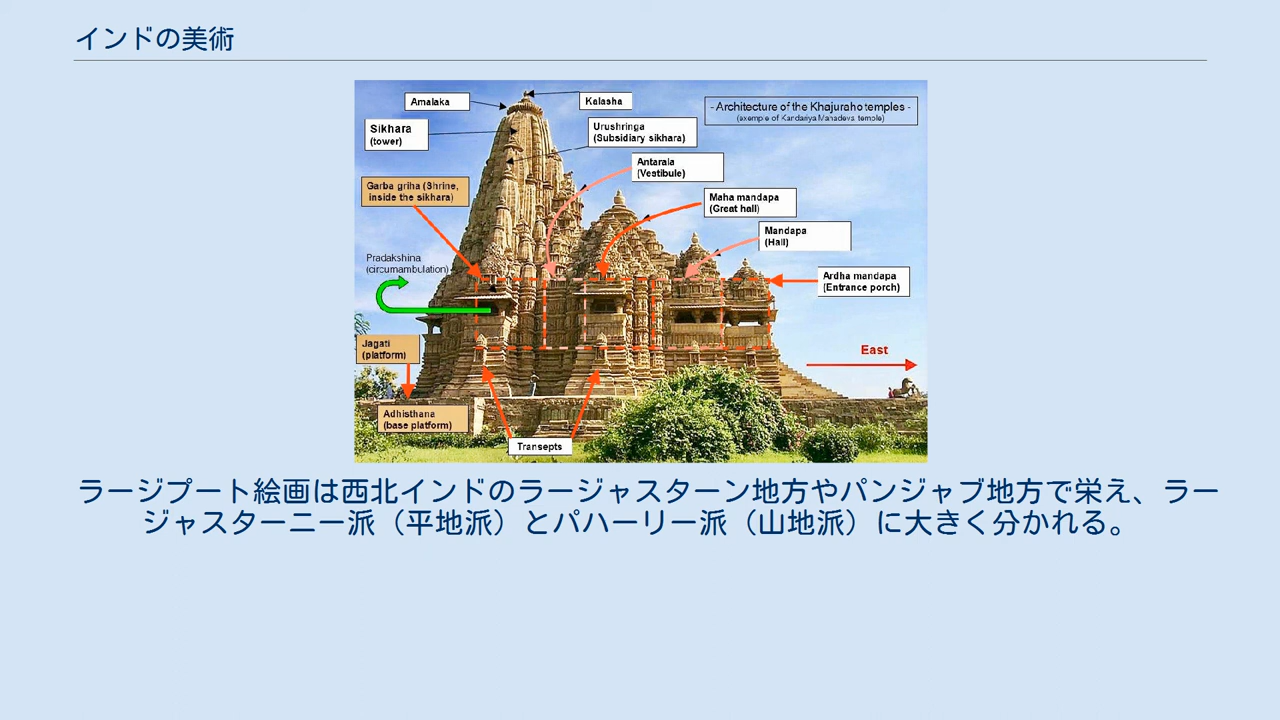 インドの美術
- Architecture of the Khajuraho temples -
(exemple of Kandariya Mahadeva temple)
Amalaka
Kalasha
Sikhara
(tower)
Urushringa
(Subsidiary sikhara)
Antarala
(Vestibule)
Garba griha (Shrine,
inside the sikhara)
Maha mandapa
(Great hall)
Mandapa
(Hall)
Pradakshina
(circumambulation)
Ardha mandapa
(Entrance porch)
Jagati
(platform)
East
Adhisthana
(base platform)
Transepts
ラージプート絵画は西北インドのラージャスターン地方やパンジャブ地方で栄え、ラー
ジャスターニー派（平地派）とパハーリー派（山地派）に大きく分かれる。